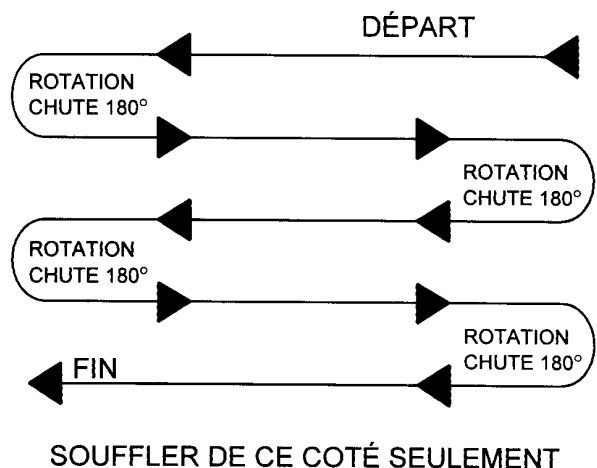 DÉPART
ROTATION
CHUTE 180°
ROTATION
CHUTE 180°
ROTATION
CHUTE 180°
ROTATION
CHUTE 180°
FIN
SOUFFLER DE CE COTÉ SEULEMENT